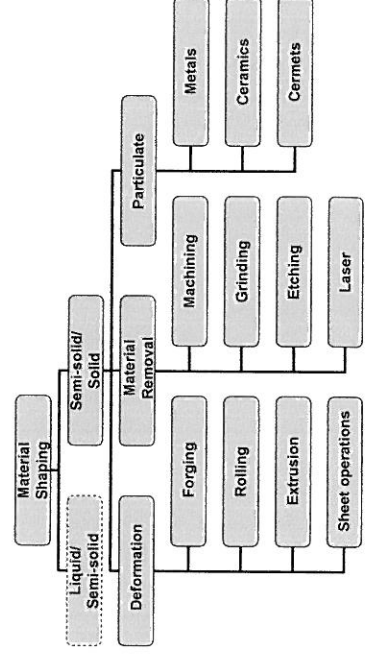 Material
Shaping
Liquid/
Semi-solid
Semi-solid/
Solid
Deformation
Material
Removal
Particulate
Forging
Rolling
Extrusion
Sheet operations
Machining
Grinding
Etching
Laser
Metals
Ceramics
Cermets